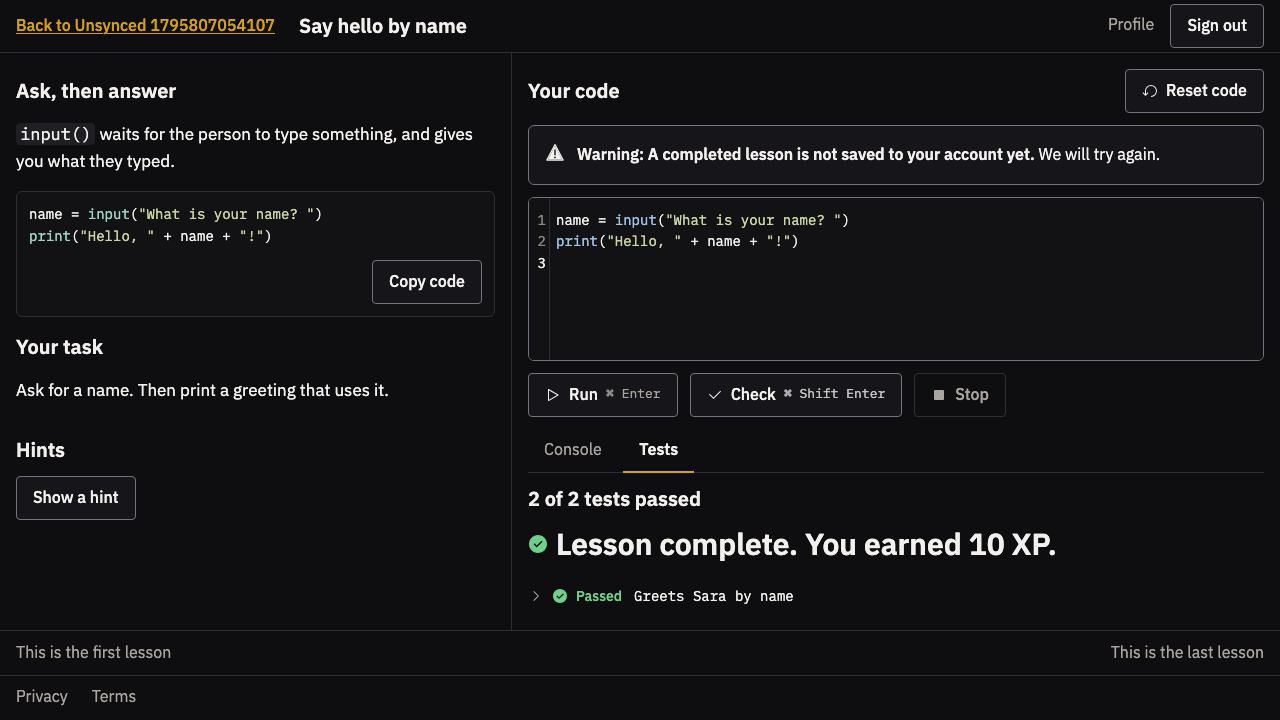 Back to Unsynced 1795807054107
Say hello by name
Profile
Sign out
Ask, then answer
input() waits for the person to type something, and gives
you what they typed.
name = input("What is your name? ")
print("Hello, " + name + "!")
Copy code
Your task
Ask for a name. Then print a greeting that uses it.
Hints
Show a hint
Your code
Reset code
Warning: A completed lesson is not saved to your account yet. We will try again.
1 name = input("What is your name? ")
2 print("Hello, " + name + "!")
3
Run ⌘ Enter
Check ⌘ Shift Enter
Stop
Console
Tests
2 of 2 tests passed
Lesson complete. You earned 10 XP.
Passed Greets Sara by name
This is the first lesson
This is the last lesson
Privacy
Terms